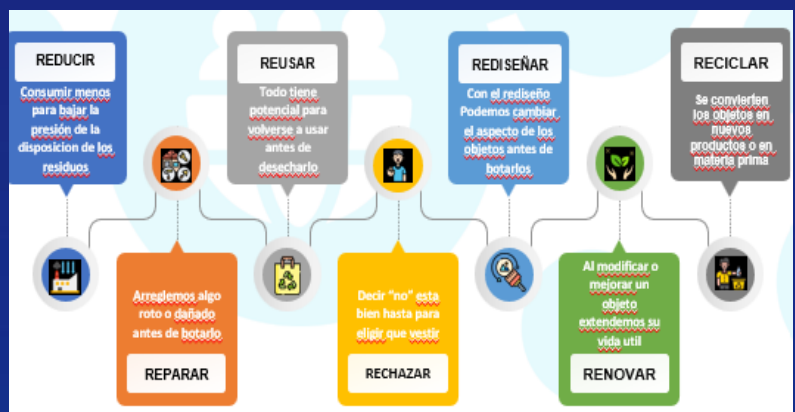 REDUCIR
Consumir menos
para bajar la
presión de la
disposicion de los
residuos
REPARAR
Arreglemos algo
roto o dañado
antes de botarlo
REUSAR
Todo tiene
potencial para
volverse a usar
antes de
desecharlo
RECHAZAR
Decir "no" esta
bien hasta para
eligir que vestir
REDISEÑAR
Con el rediseño
Podemos cambiar
el aspecto de los
objetos antes de
botarlos
RENOVAR
Al modificar o
mejorar un
objeto
extendemos su
vida util
RECICLAR
Se convierten
los objetos en
nuevos
productos o en
materia prima